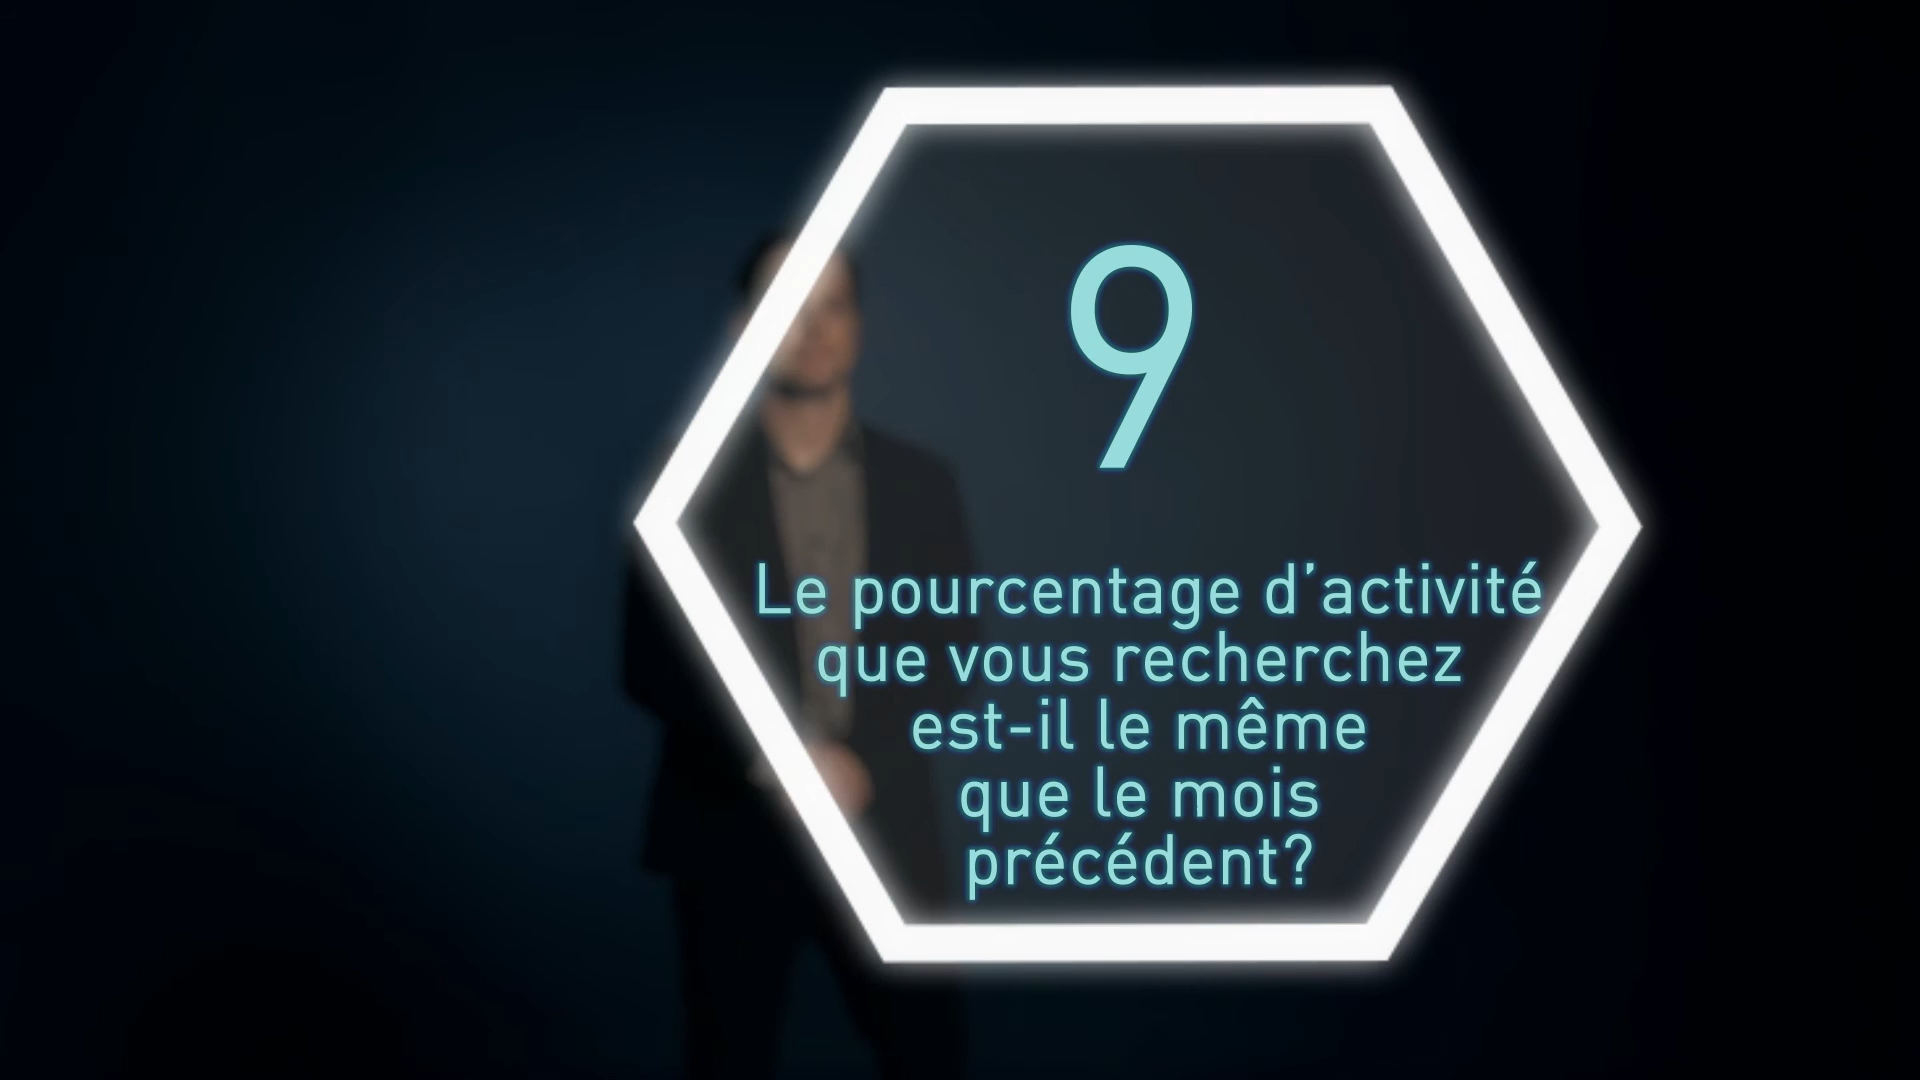 9
Le pourcentage d’activité
que vous recherchez
est-il le même
que le mois
précédent?